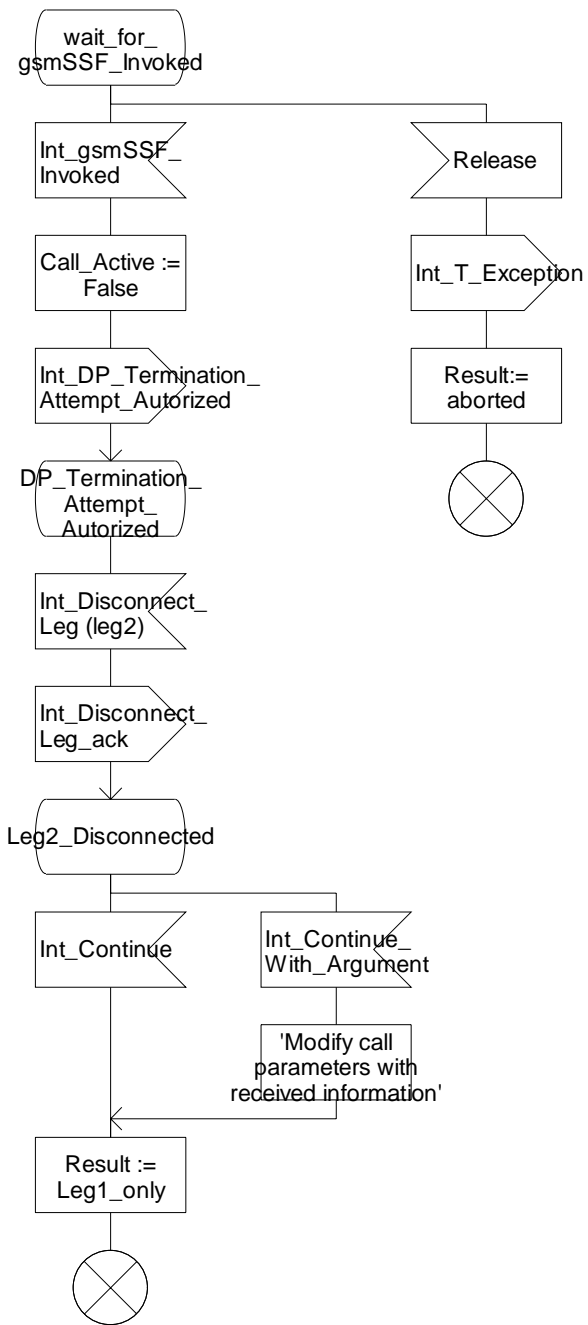 wait_for_
gsmSSF_Invoked
Int_gsmSSF_
Invoked
Release
Call_Active :=
False
Int_T_Exception
Int_DP_Termination_
Attempt_Autorized
Result:=
aborted
DP_Termination_
Attempt_
Autorized
Int_Disconnect_
Leg (leg2)
Int_Disconnect_
Leg_ack
Leg2_Disconnected
Int_Continue
Int_Continue_
With_Argument
'Modify call
parameters with
received information'
Result :=
Leg1_only